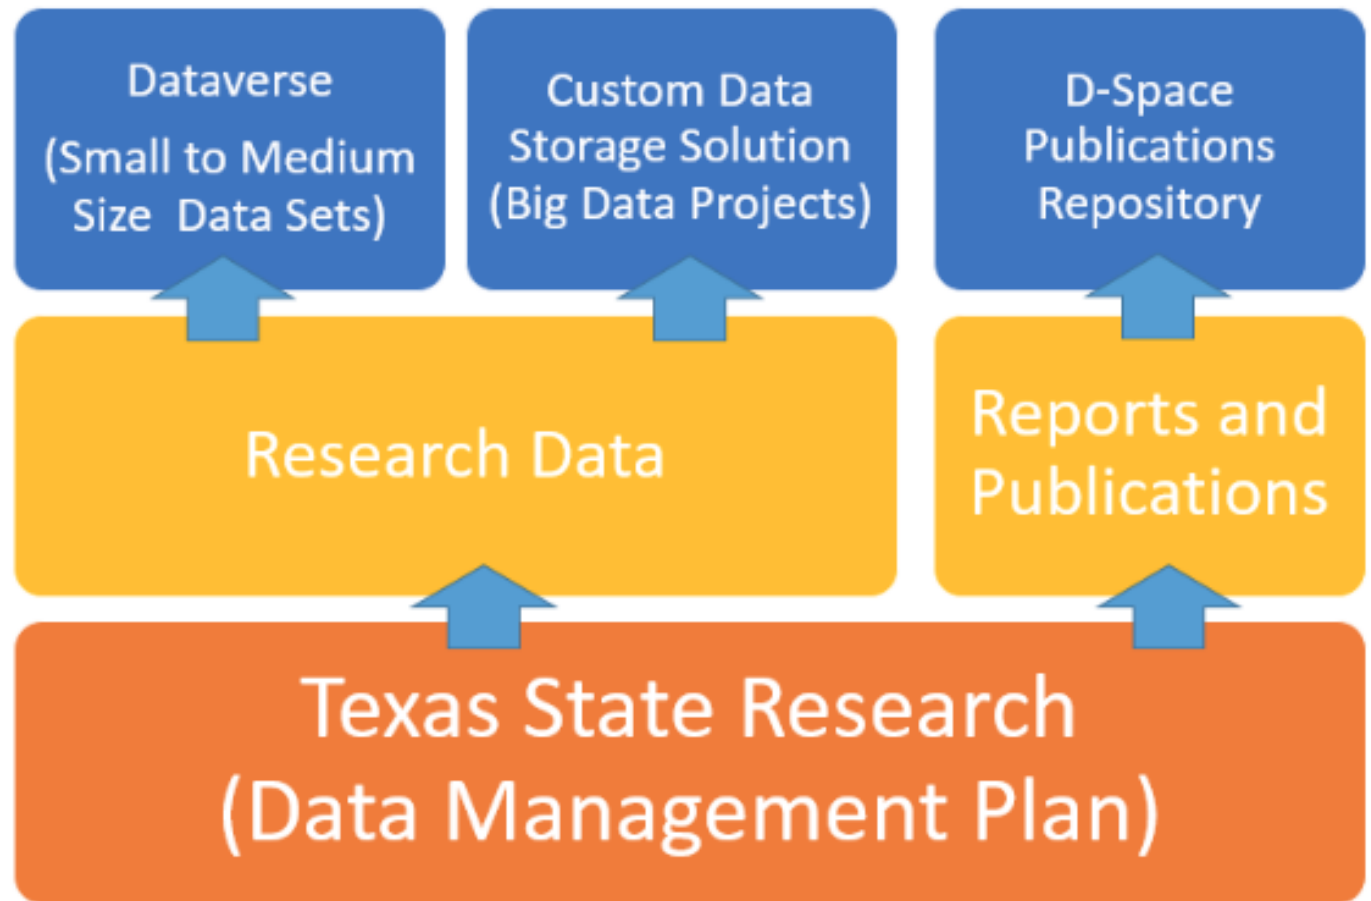 Dataverse
(Small to Medium
Size  Data Sets)
Custom Data
Storage Solution
(Big Data Projects)
D-Space
Publications
Repository
Research Data
Reports and
Publications
Texas State Research
(Data Management Plan)